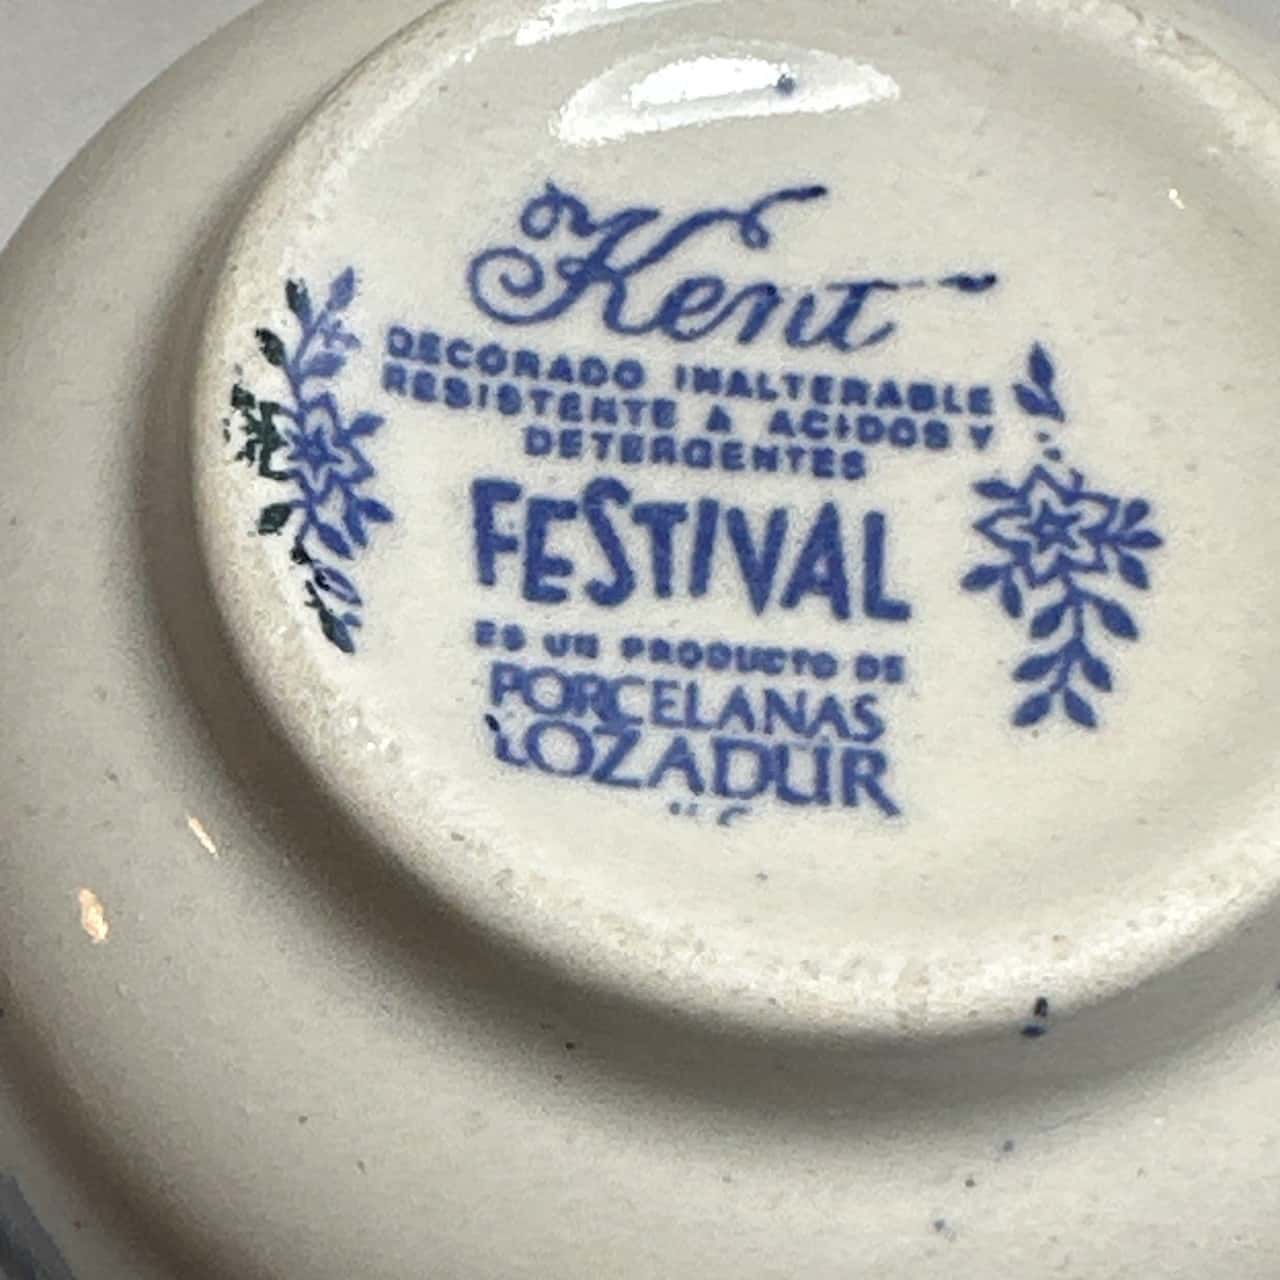 Kent
DECORADO INALTERABLE
RESISTENTE A ACIDOS Y
DETERGENTES
FESTIVAL
ES UN PRODUCTO DE
PORCELANAS
LOZADUR